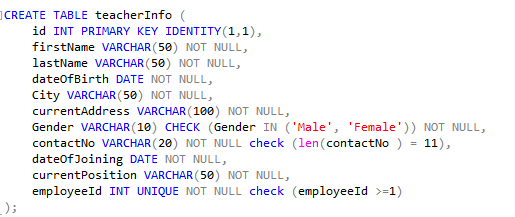 CREATE TABLE teacherInfo (
id INT PRIMARY KEY IDENTITY(1,1),
firstName VARCHAR(50) NOT NULL,
lastName VARCHAR(50) NOT NULL,
dateOfBirth DATE NOT NULL,
City VARCHAR(50) NOT NULL,
currentAddress VARCHAR(100) NOT NULL,
Gender VARCHAR(10) CHECK (Gender IN ('Male', 'Female')) NOT NULL,
contactNo VARCHAR(20) NOT NULL check (len(contactNo ) = 11),
dateOfJoining DATE NOT NULL,
currentPosition VARCHAR(50) NOT NULL,
employeeId INT UNIQUE NOT NULL check (employeeId >=1)
);